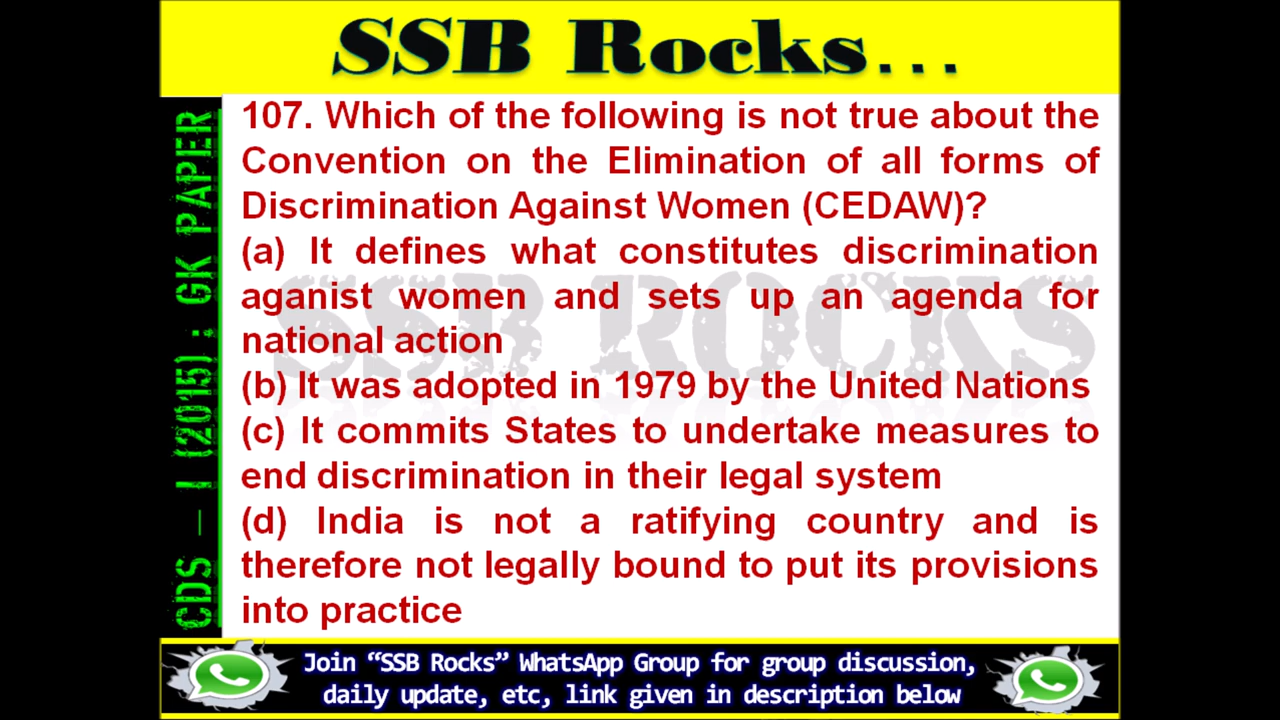 SSB Rocks...
CDS – I (2015) : GK PAPER
107. Which of the following is not true about the
Convention on the Elimination of all forms of
Discrimination Against Women (CEDAW)?
(a) It defines what constitutes discrimination
aganist women and sets up an agenda for
national action
(b) It was adopted in 1979 by the United Nations
(c) It commits States to undertake measures to
end discrimination in their legal system
(d) India is not a ratifying country and is
therefore not legally bound to put its provisions
into practice
SSB ROCKS
Join “SSB Rocks” WhatsApp Group for group discussion,
daily update, etc, link given in description below